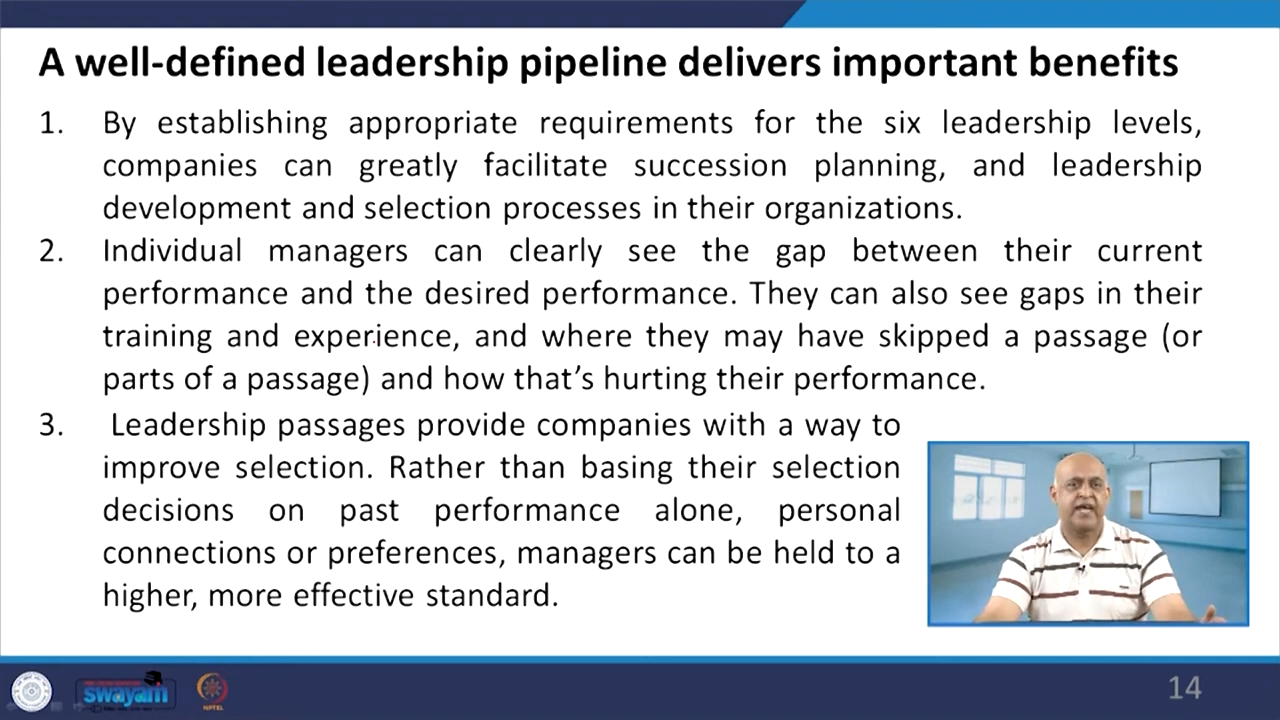 A well-defined leadership pipeline delivers important benefits
1. By establishing appropriate requirements for the six leadership levels,
companies can greatly facilitate succession planning, and leadership
development and selection processes in their organizations.
2. Individual managers can clearly see the gap between their current
performance and the desired performance. They can also see gaps in their
training and experience, and where they may have skipped a passage (or
parts of a passage) and how that’s hurting their performance.
3. Leadership passages provide companies with a way to
improve selection. Rather than basing their selection
decisions on past performance alone, personal
connections or preferences, managers can be held to a
higher, more effective standard.
swayam
NPTEL
14